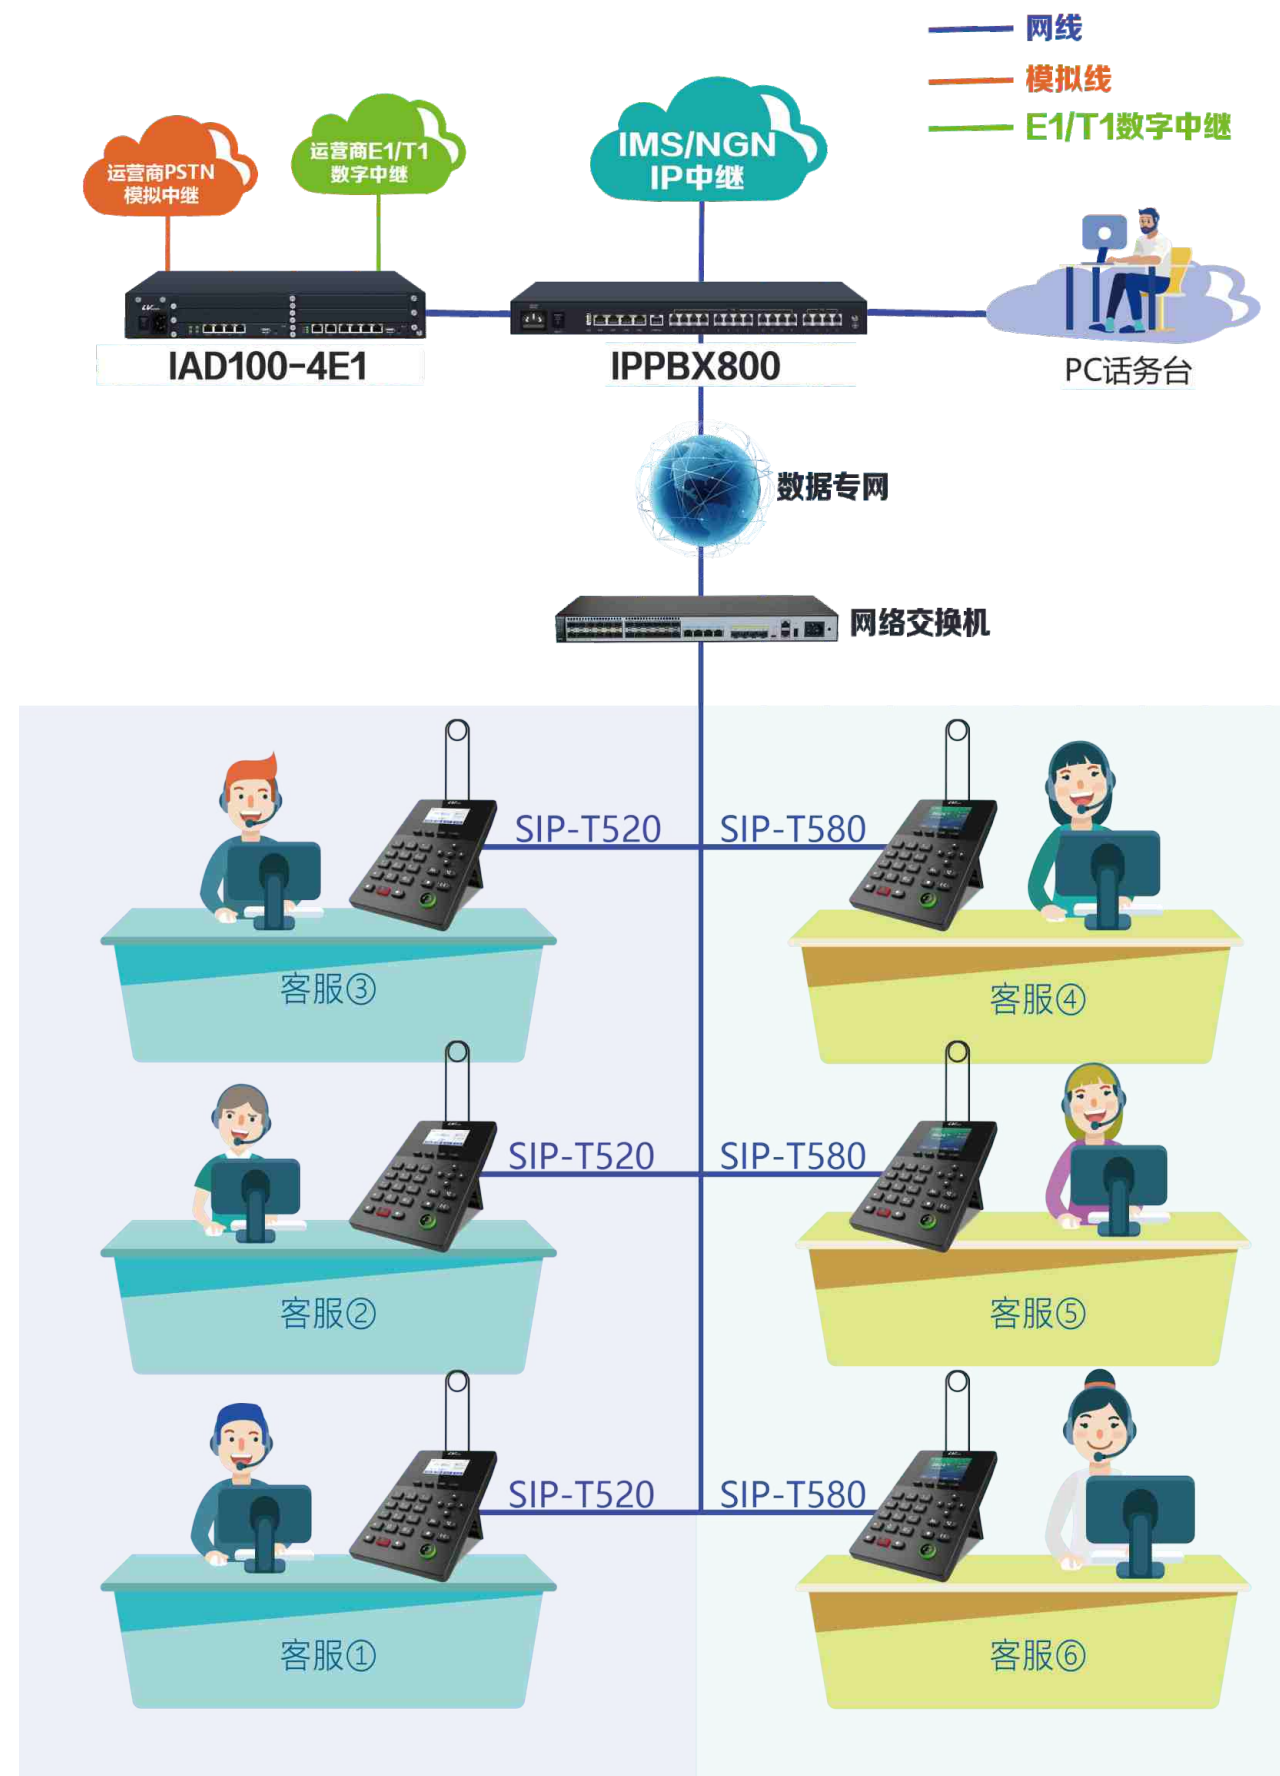 网线
模拟线
E1/T1数字中继
运营商PSTN
模拟中继
运营商E1/T1
数字中继
IMS/NGN
IP中继
IAD100-4E1
IPPBX800
PC话务台
数据专网
网络交换机
SIP-T520
SIP-T580
客服③
客服④
SIP-T520
SIP-T580
客服②
客服⑤
SIP-T520
SIP-T580
客服①
客服⑥